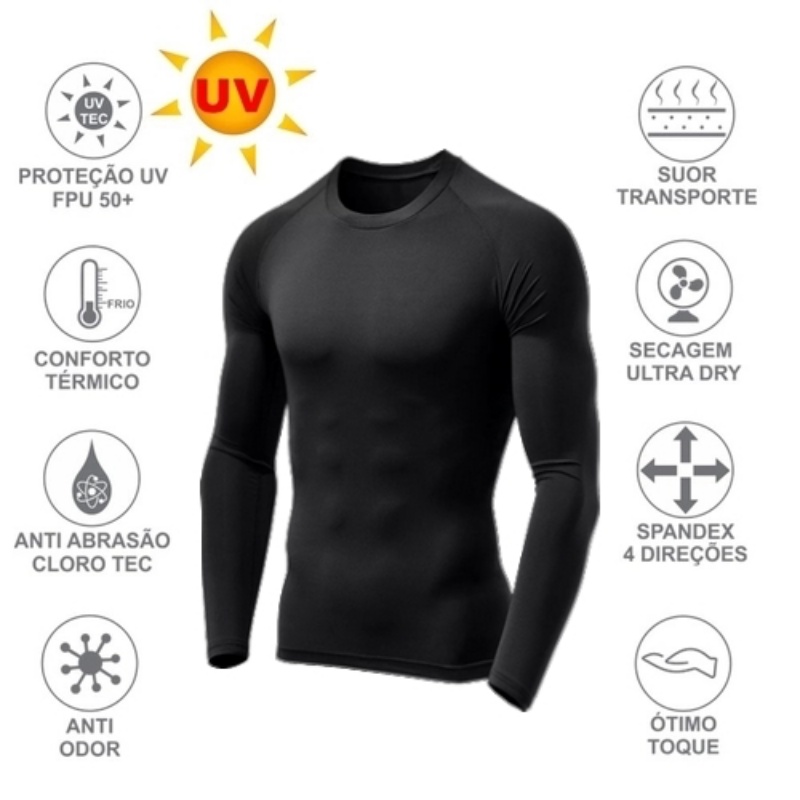 UV
UV
TEC
PROTEÇÃO UV
FPU 50+
FRIO
CONFORTO
TÉRMICO
ANTI ABRASÃO
CLORO TEC
ANTI
ODOR
SUOR
TRANSPORTE
SECAGEM
ULTRA DRY
SPANDEX
4 DIREÇÕES
ÓTIMO
TOQUE